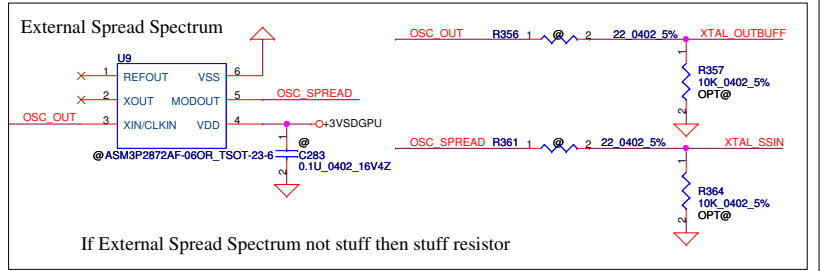 External Spread Spectrum
U9
1 REFOUT VSS 6
2 XOUT MODOUT 5 OSC_SPREAD
OSC_OUT 3 XIN/CLKIN VDD 4 +3VSDGPU
@ASM3P2872AF-06OR_TSOT-23-6
1 @
C283
2 0.1U_0402_16V4Z
OSC_OUT R356 1 @ 2 22_0402_5% XTAL_OUTBUFF
1 R357
10K_0402_5%
2 OPT@
OSC_SPREAD R361 1 @ 2 22_0402_5% XTAL_SSIN
1 R364
10K_0402_5%
2 OPT@
If External Spread Spectrum not stuff then stuff resistor